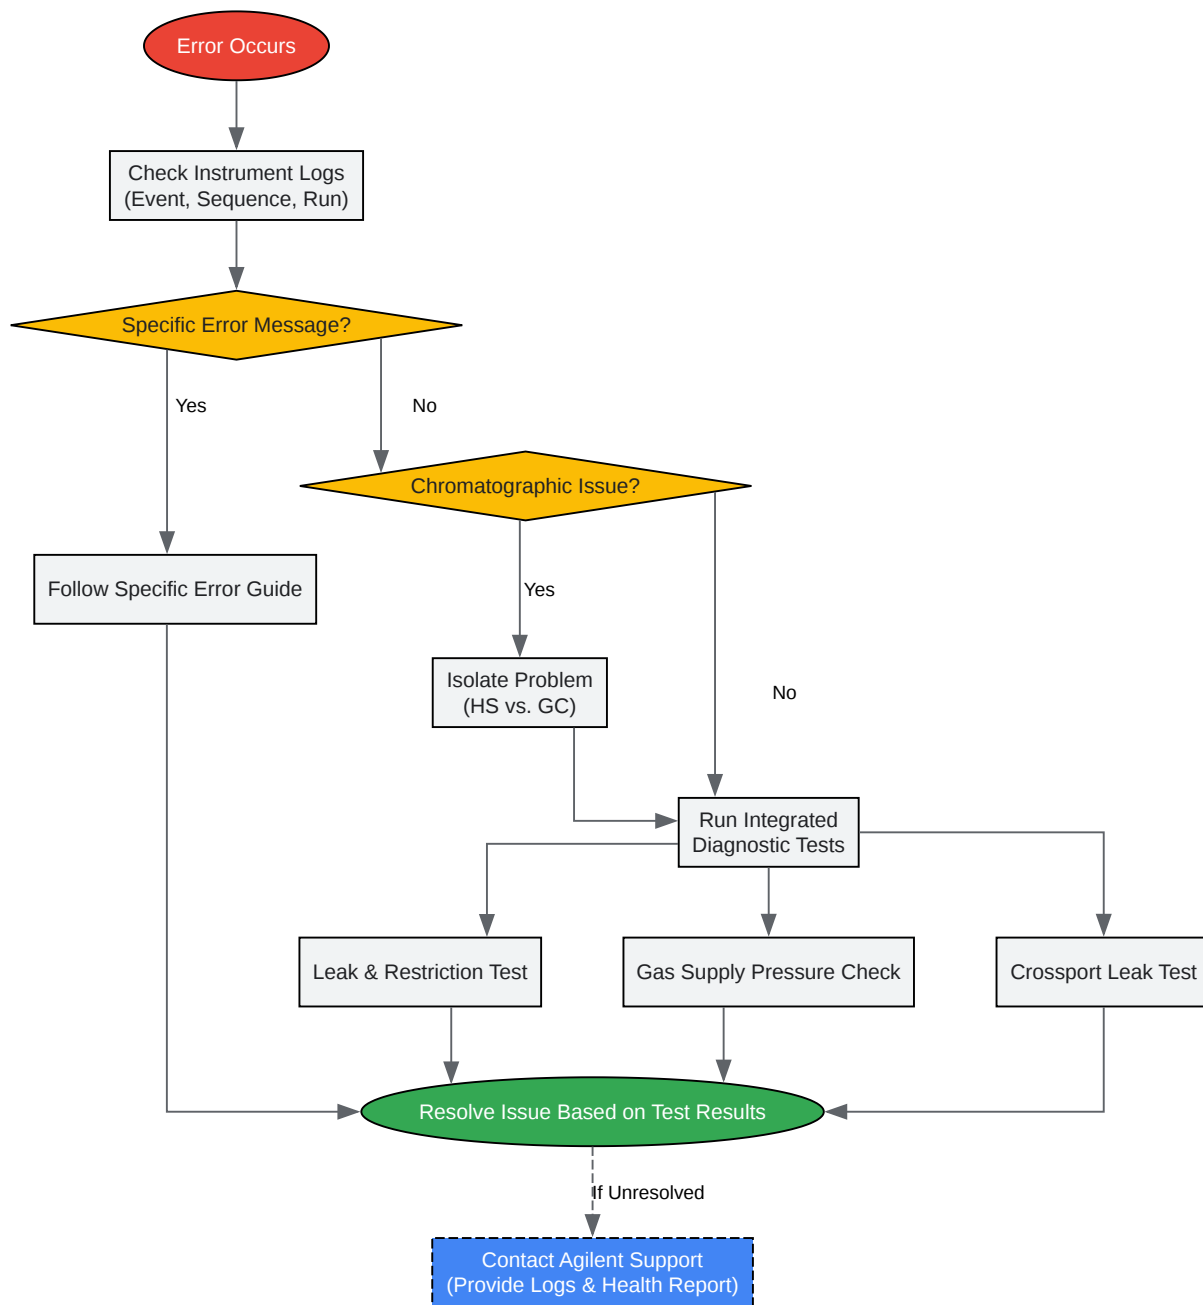 Error Occurs
Check Instrument Logs
(Event, Sequence, Run)
Specific Error Message?
Yes
No
Chromatographic Issue?
Follow Specific Error Guide
Yes
Isolate Problem
(HS vs. GC)
No
Run Integrated
Diagnostic Tests
Leak & Restriction Test
Gas Supply Pressure Check
Crossport Leak Test
Resolve Issue Based on Test Results
If Unresolved
Contact Agilent Support
(Provide Logs & Health Report)